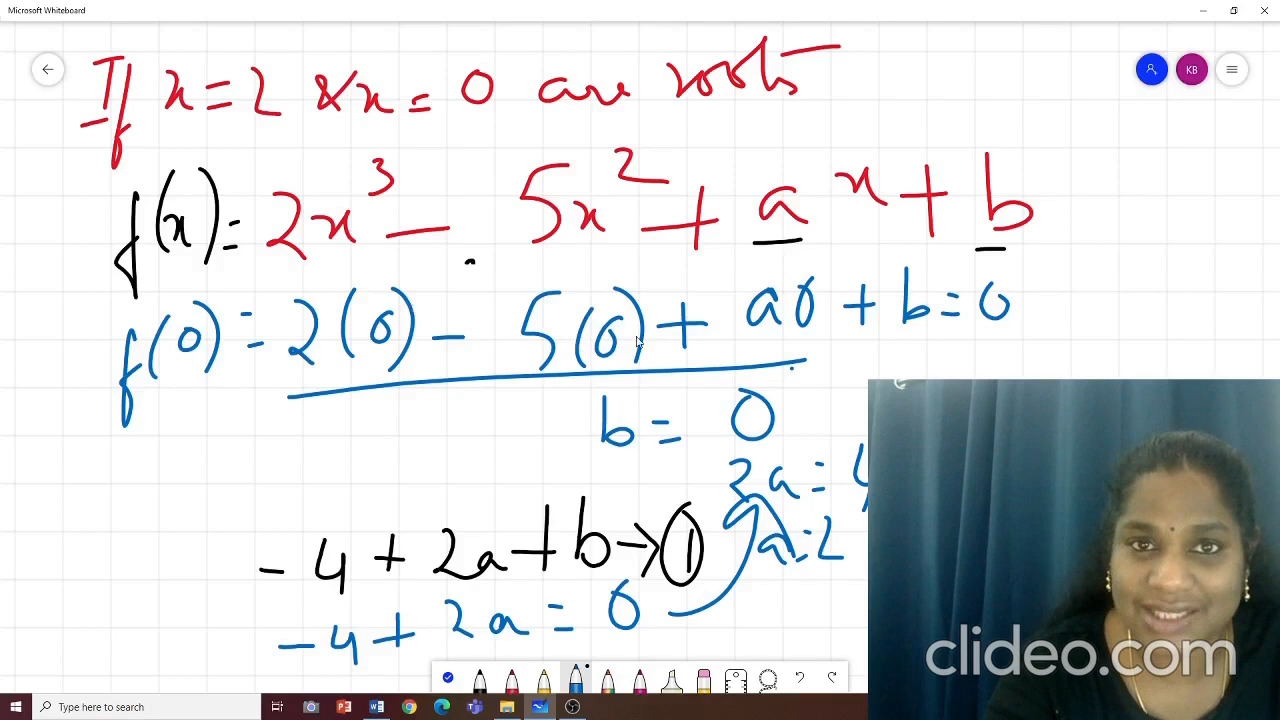 Microsoft Whiteboard
KB
If x=2 & x=0 are roots
f(x)= 2x³ - 5x² + ax + b
f(0)= 2(0) - 5(0) + a0 + b = 0
b = 0
2a = 4
a=2
-4 + 2a + b → ①
-4 + 2a = 0
clideo.com
Type here to search